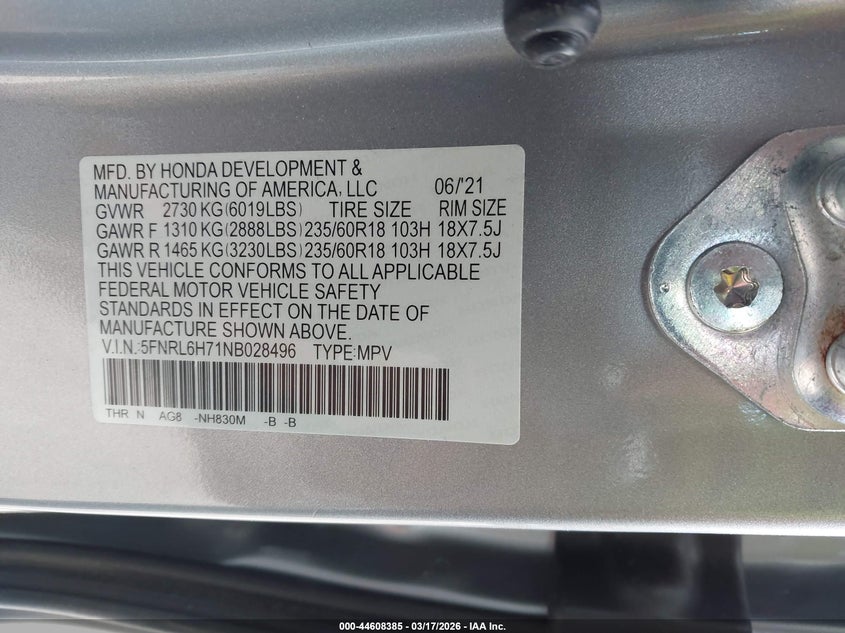 MFD. BY HONDA DEVELOPMENT &
MANUFACTURING OF AMERICA, LLC 06/'21
GVWR 2730 KG(6019LBS) TIRE SIZE RIM SIZE
GAWR F 1310 KG(2888LBS) 235/60R18 103H 18X7.5J
GAWR R 1465 KG(3230LBS) 235/60R18 103H 18X7.5J
THIS VEHICLE CONFORMS TO ALL APPLICABLE
FEDERAL MOTOR VEHICLE SAFETY
STANDARDS IN EFFECT ON THE DATE OF
MANUFACTURE SHOWN ABOVE.
V.I.N.:5FNRL6H71NB028496 TYPE:MPV
THR N AG8 -NH830M -B -B
000-44608385 - 03/17/2026 - IAA Inc.